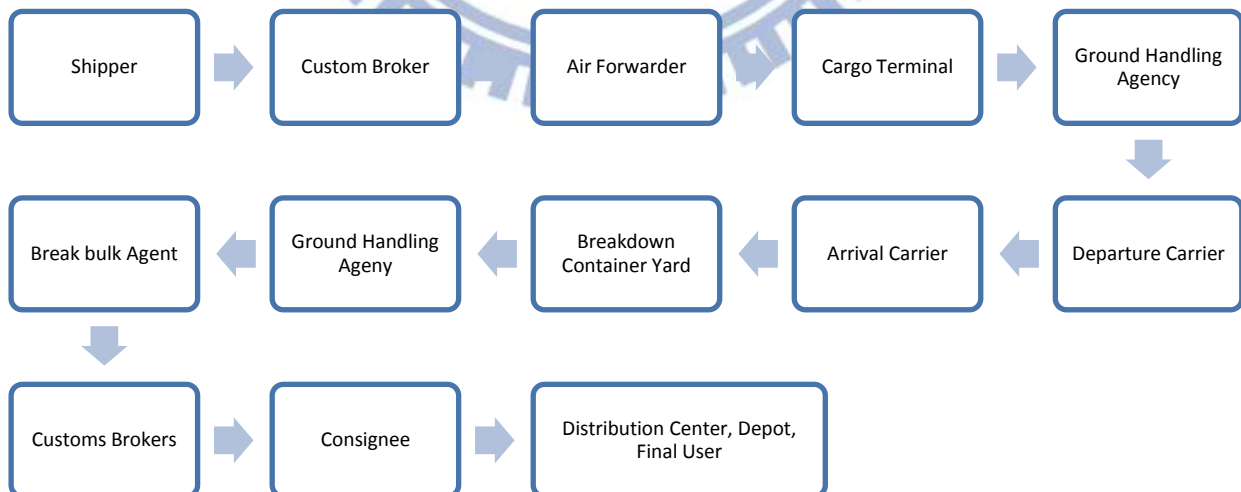 Shipper
Custom Broker
Air Forwarder
Cargo Terminal
Ground Handling
Agency
Departure Carrier
Arrival Carrier
Breakdown
Container Yard
Ground Handling
Ageny
Break bulk Agent
Customs Brokers
Consignee
Distribution Center, Depot,
Final User